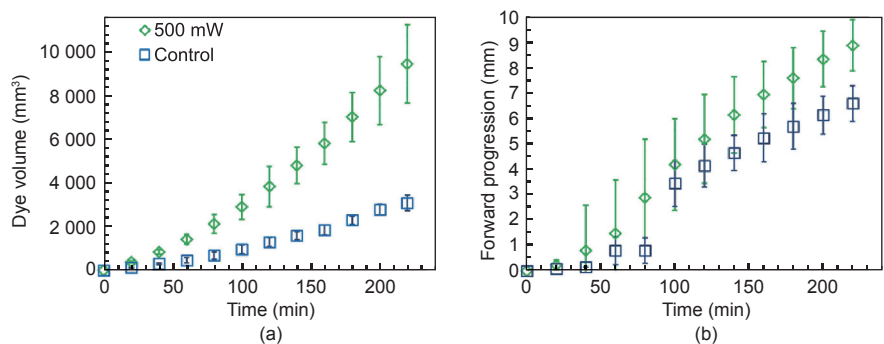 500 mW
Control
10 000
8 000
6 000
4 000
2 000
0
Dye volume (mm³)
0 50 100 150 200
Time (min)
(a)
10
9
8
7
6
5
4
3
2
1
0
Forward progression (mm)
0 50 100 150 200
Time (min)
(b)